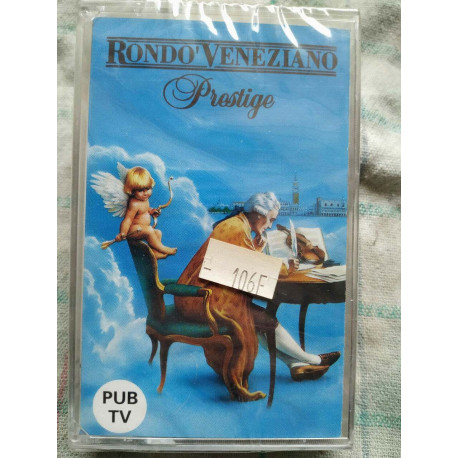 RONDO' VENEZIANO
Prestige
106F
PUB
TV